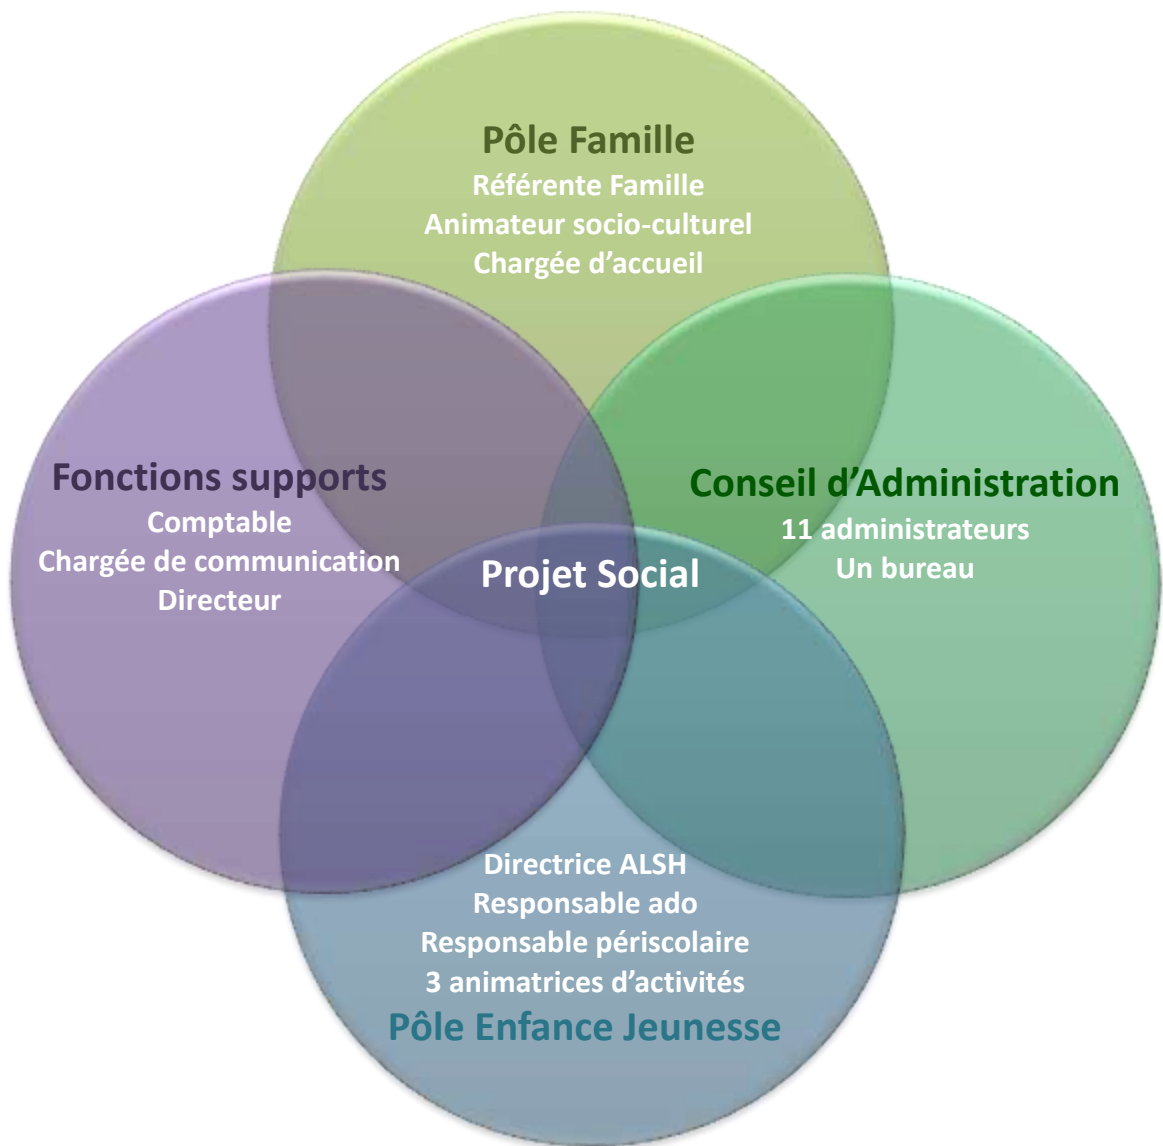 Pôle Famille
Référente Famille
Animateur socio-culturel
Chargée d'accueil
Fonctions supports
Comptable
Chargée de communication
Directeur
Conseil d'Administration
11 administrateurs
Un bureau
Projet Social
Directrice ALSH
Responsable ado
Responsable périscolaire
3 animatrices d'activités
Pôle Enfance Jeunesse